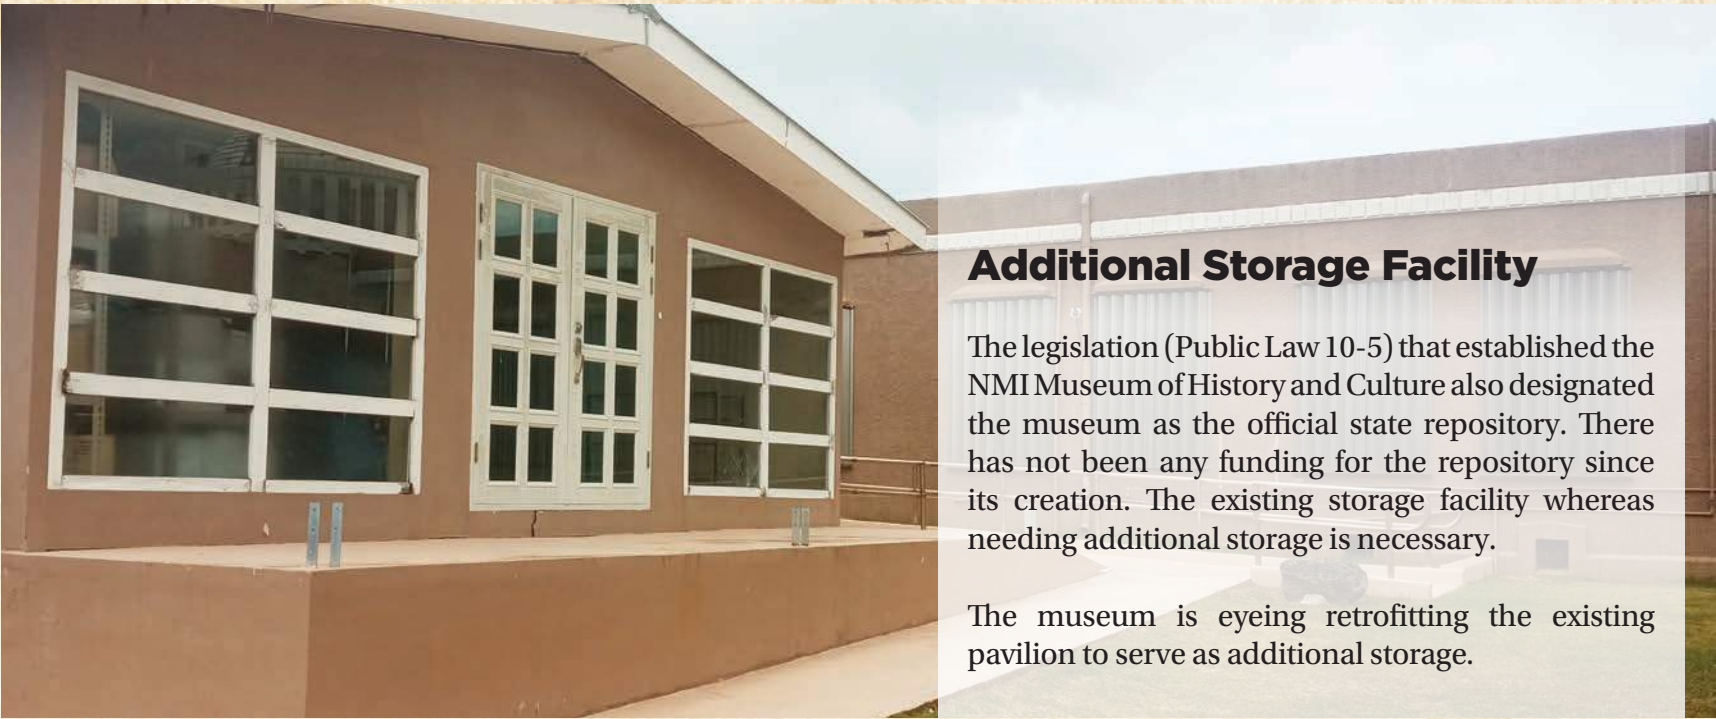 Additional Storage Facility
The legislation (Public Law 10-5) that established the
NMI Museum of History and Culture also designated
the museum as the official state repository. There
has not been any funding for the repository since
its creation. The existing storage facility whereas
needing additional storage is necessary.
The museum is eyeing retrofitting the existing
pavilion to serve as additional storage.